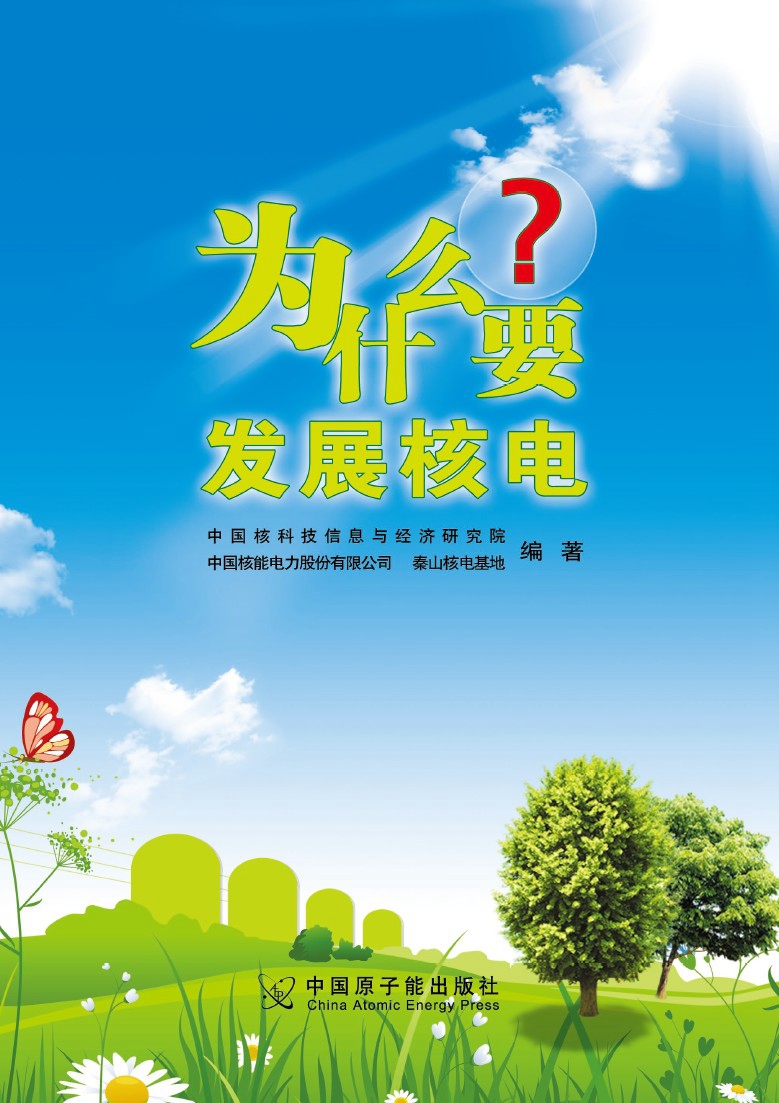 为什么要?
发展核电
中国核科技信息与经济研究院
中国核能电力股份有限公司 秦山核电基地 编著
中国原子能出版社
China Atomic Energy Press